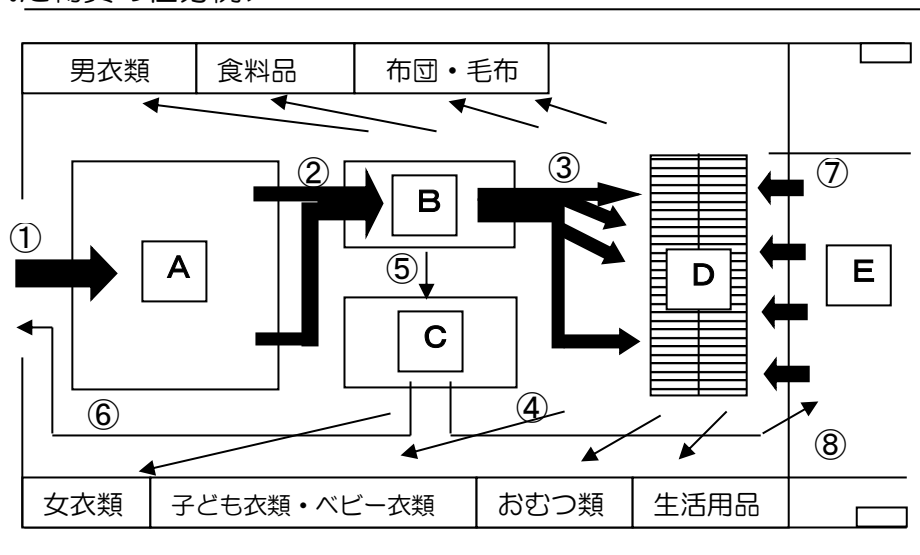 男衣類 食料品 布団・毛布
② ③ ⑦
B
①
A E
⑤ D
C
⑥ ④
⑧
女衣類 子ども衣類・ベビー衣類 おむつ類 生活用品